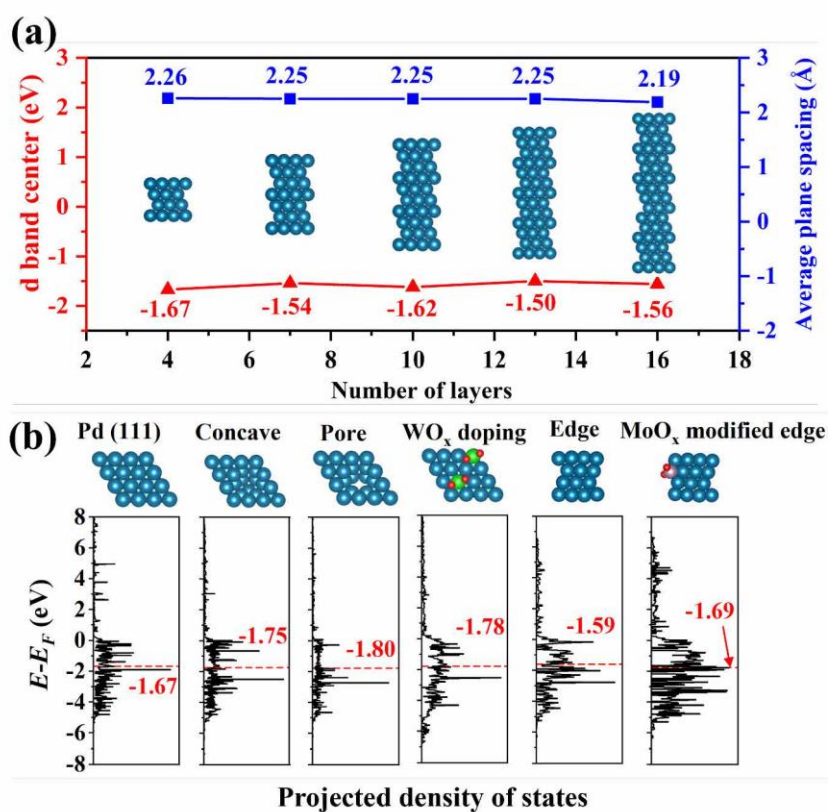 (a)
3
2
1
0
-1
-2
d band center (eV)
2.26 2.25 2.25 2.25 2.19
-1.67 -1.54 -1.62 -1.50 -1.56
3
2
1
0
-1
-2
Average plane spacing (Å)
2 4 6 8 10 12 14 16 18
Number of layers
(b)
Pd (111) Concave Pore WOx doping Edge MoOx modified edge
8
6
4
2
0
-2
-4
-6
-8
E-EF (eV)
-1.67 -1.75 -1.80 -1.78 -1.59 -1.69
Projected density of states